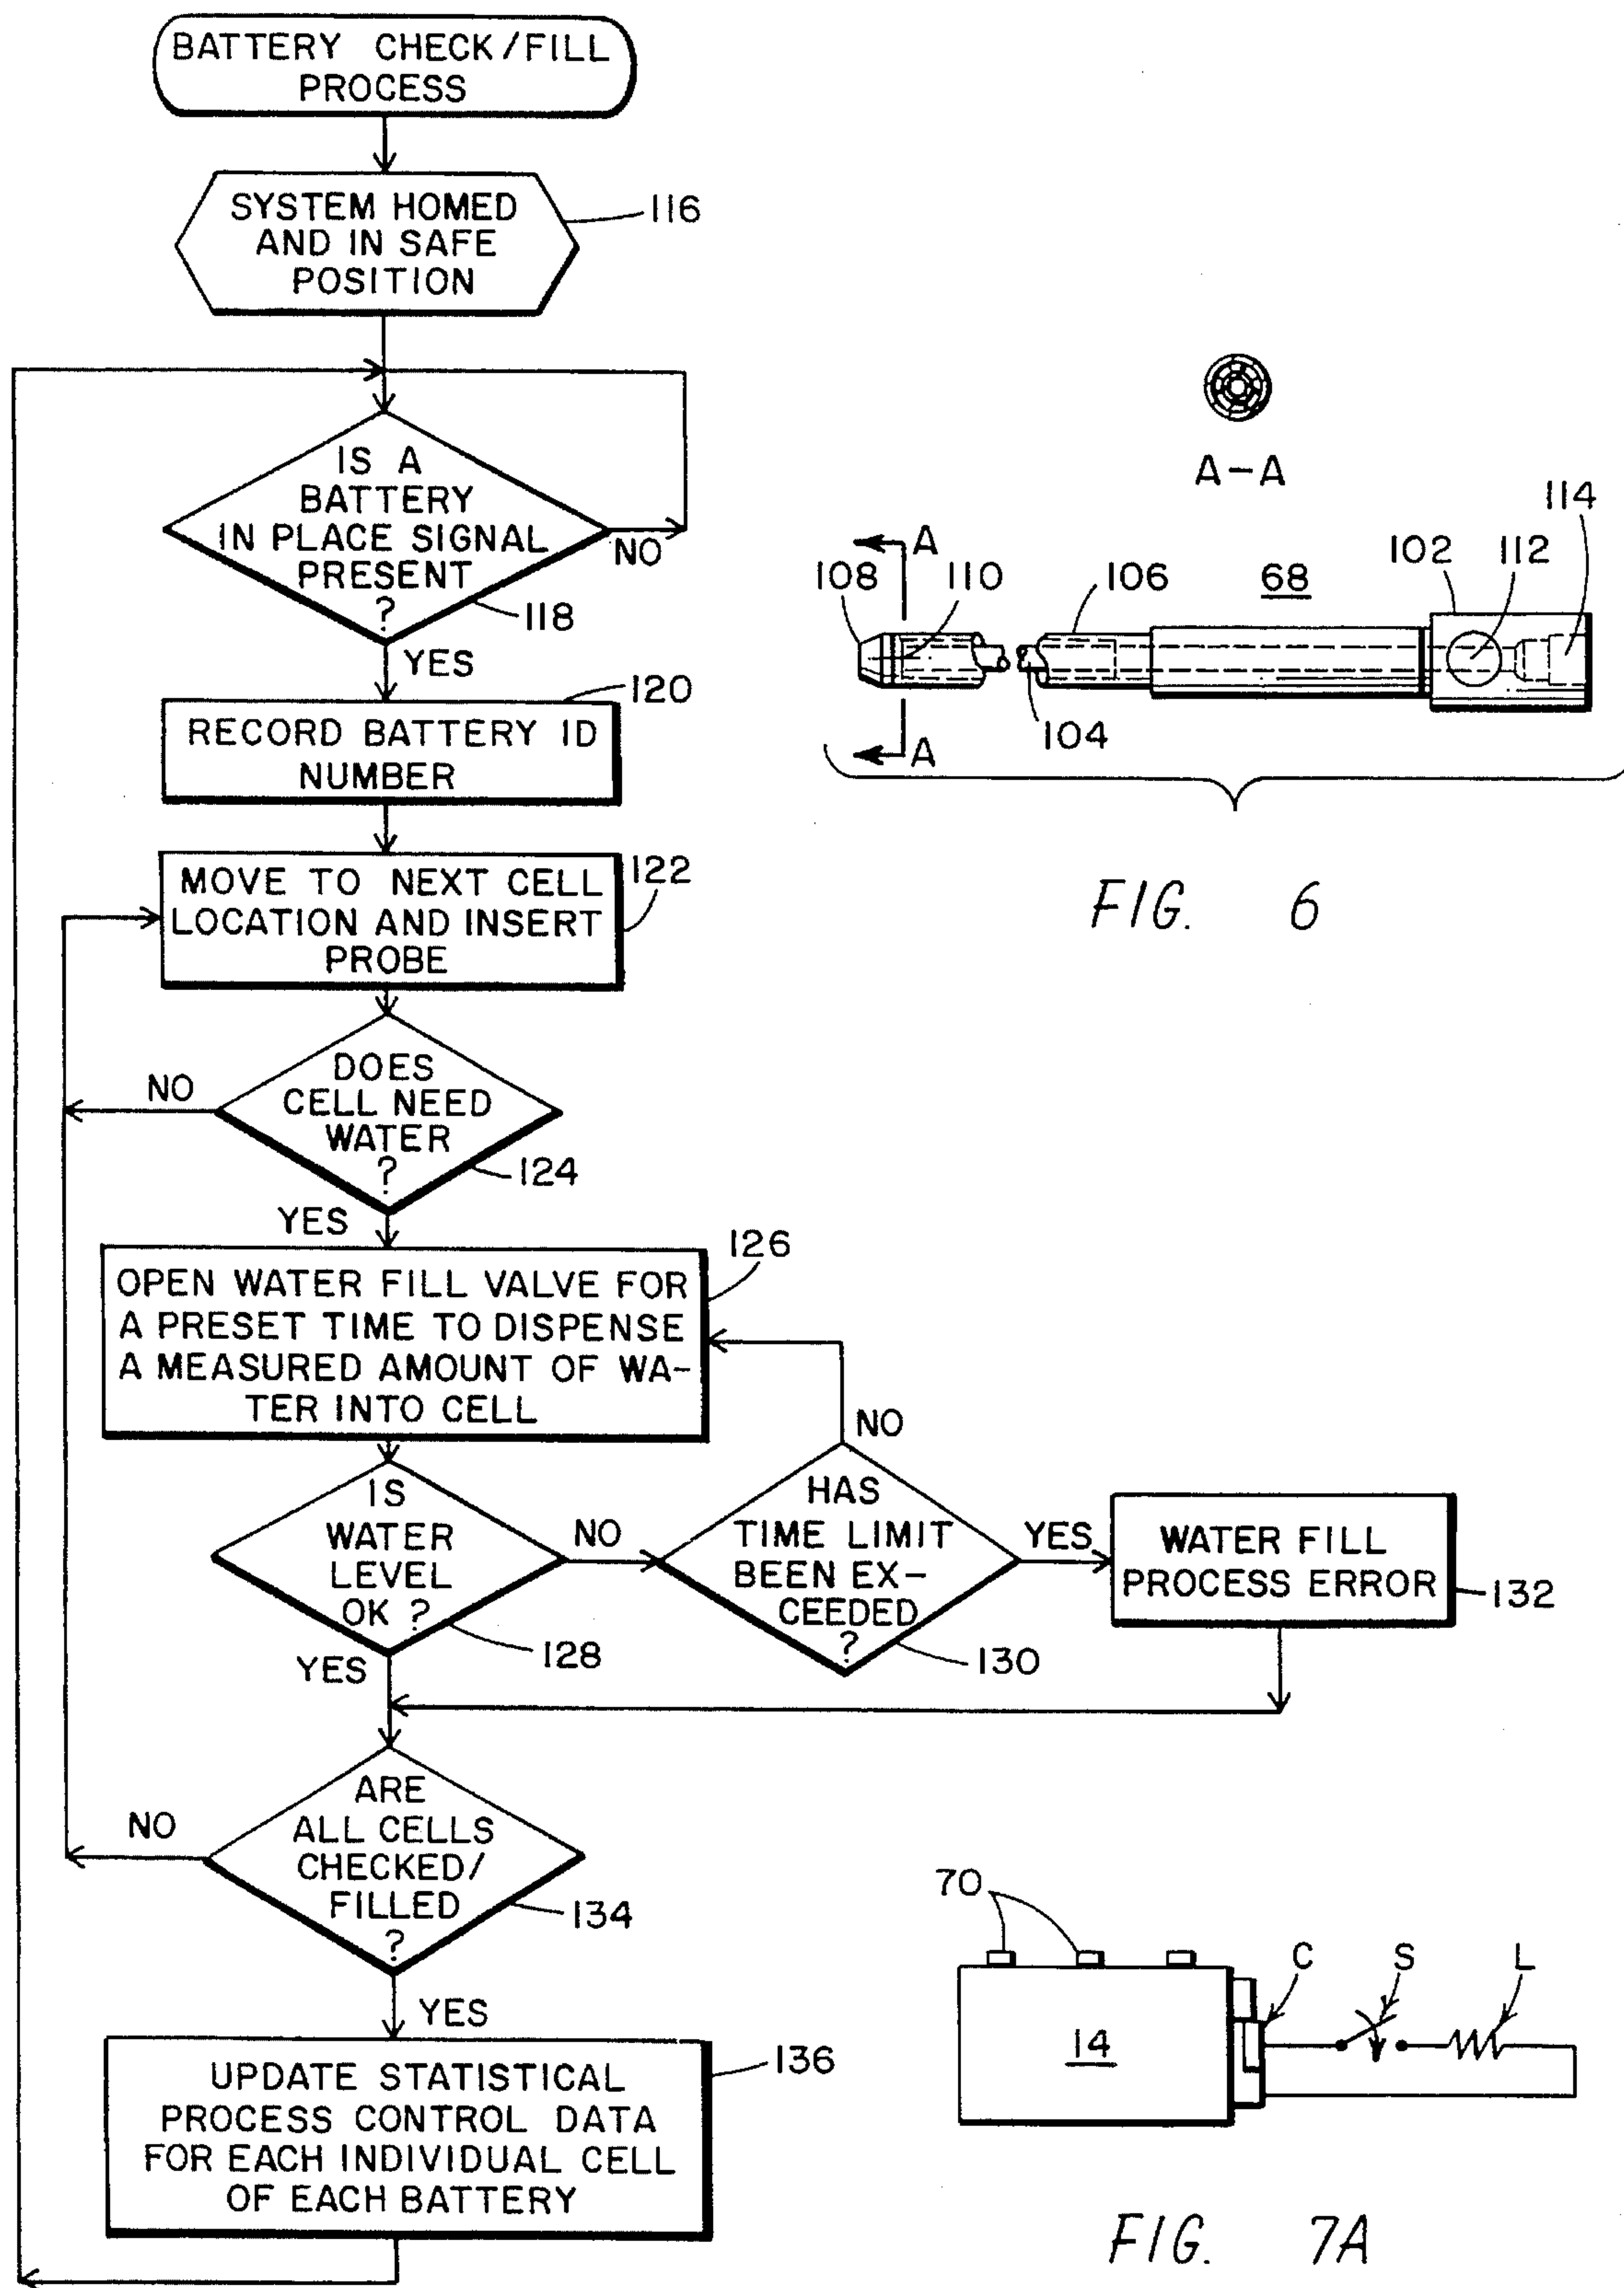 BATTERY CHECK/FILL
PROCESS
SYSTEM HOMED
AND IN SAFE
POSITION
116
IS A
BATTERY
IN PLACE SIGNAL
PRESENT
?
NO
118
YES
120
RECORD BATTERY ID
NUMBER
MOVE TO NEXT CELL
LOCATION AND INSERT
PROBE
122
DOES
CELL NEED
WATER
?
NO
124
YES
126
OPEN WATER FILL VALVE FOR
A PRESET TIME TO DISPENSE
A MEASURED AMOUNT OF WA-
TER INTO CELL
IS
WATER
LEVEL
OK ?
NO
128
YES
HAS
TIME LIMIT
BEEN EX-
CEEDED
?
NO
YES
130
WATER FILL
PROCESS ERROR
132
ARE
ALL CELLS
CHECKED/
FILLED
?
NO
134
YES
UPDATE STATISTICAL
PROCESS CONTROL DATA
FOR EACH INDIVIDUAL CELL
OF EACH BATTERY
136
A-A
114
A
108
110
106
68
102
112
A
104
FIG. 6
70
C
S
L
14
FIG. 7A